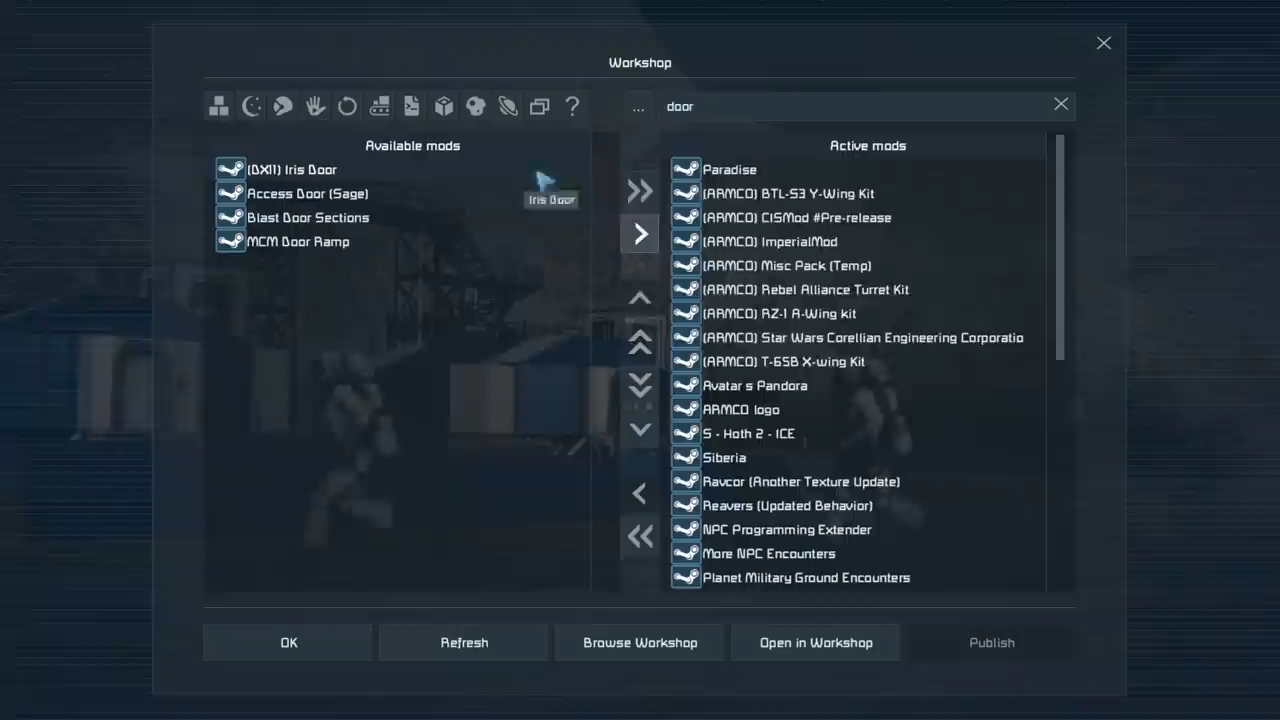 Workshop
... door
Available mods
(DX11) Iris Door
Access Door (Sage)
Blast Door Sections
MCM Door Ramp
Iris Door
Active mods
Paradise
(ARMCO) BTL-S3 Y-Wing Kit
(ARMCO) CISMod #Pre-release
(ARMCO) ImperialMod
(ARMCO) Misc Pack (Temp)
(ARMCO) Rebel Alliance Turret Kit
(ARMCO) RZ-1 A-Wing kit
(ARMCO) Star Wars Corellian Engineering Corporatio
(ARMCO) T-65B X-wing Kit
Avatar s Pandora
ARMCO logo
S - Hoth 2 - ICE
Siberia
Ravcor (Another Texture Update)
Reavers (Updated Behavior)
NPC Programming Extender
More NPC Encounters
Planet Military Ground Encounters
OK
Refresh
Browse Workshop
Open in Workshop
Publish